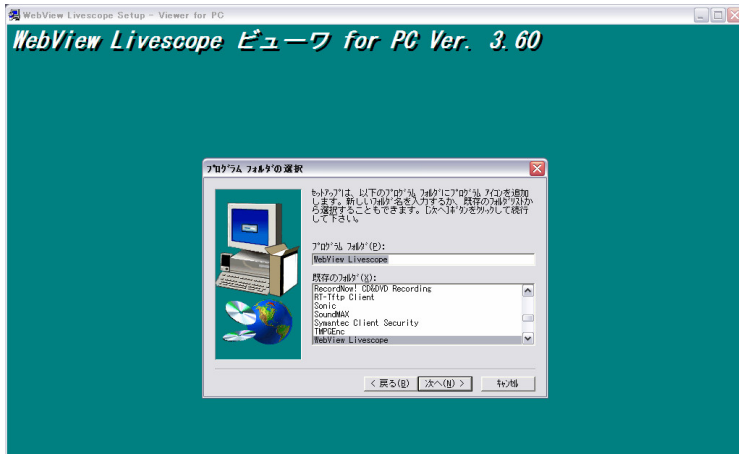 WebView Livescope Setup - Viewer for PC
WebView Livescope ビューワ for PC Ver. 3.60
ﾌﾟﾛｸﾞﾗﾑ ﾌｫﾙﾀﾞの選択
ｾｯﾄｱｯﾌﾟは、以下のﾌﾟﾛｸﾞﾗﾑ ﾌｫﾙﾀﾞにﾌﾟﾛｸﾞﾗﾑ ｱｲｺﾝを追加
します。新しいﾌｫﾙﾀﾞ名を入力するか、既存のﾌｫﾙﾀﾞﾘｽﾄか
ら選択することもできます。[次へ]ﾎﾞﾀﾝをｸﾘｯｸして続行
して下さい。
ﾌﾟﾛｸﾞﾗﾑ ﾌｫﾙﾀﾞ(P):
WebView Livescope
既存のﾌｫﾙﾀﾞ(X):
RecordNow! CD&DVD Recording
RT-Tftp Client
Sonic
SoundMAX
Symantec Client Security
TMPGEnc
WebView Livescope
< 戻る(B)
次へ(N) >
ｷｬﾝｾﾙ